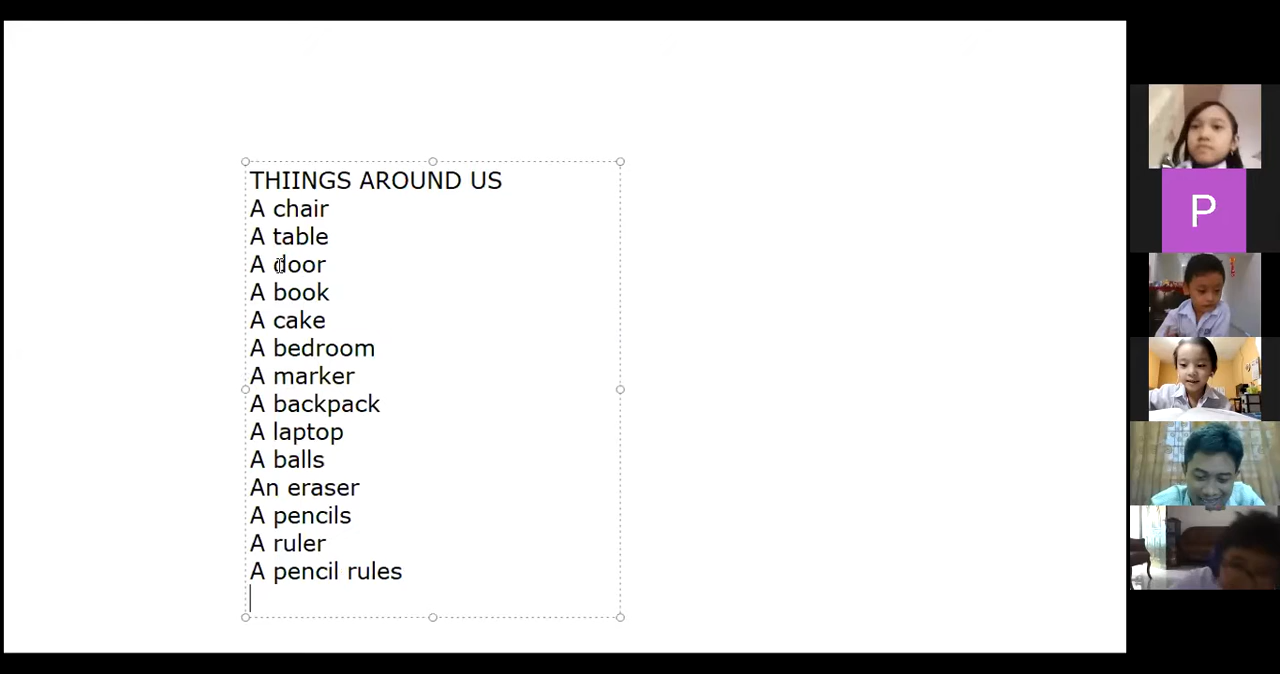 THIINGS AROUND US
A chair
A table
A door
A book
A cake
A bedroom
A marker
A backpack
A laptop
A balls
An eraser
A pencils
A ruler
A pencil rules
P